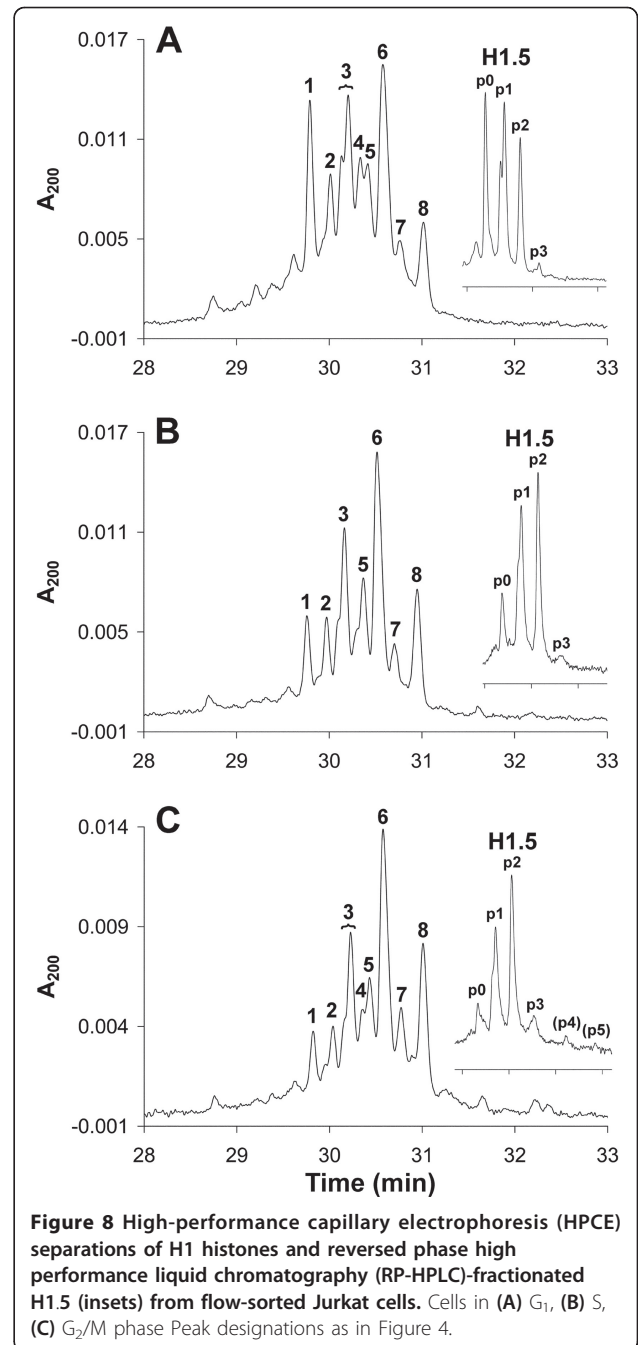 A
0.017
0.011
0.005
-0.001
A200
1
2
3
4
5
6
7
8
H1.5
p0
p1
p2
p3
28 29 30 31 32 33
B
0.017
0.011
0.005
-0.001
A200
1
2
3
5
6
7
8
H1.5
p0
p1
p2
p3
28 29 30 31 32 33
C
0.014
0.009
0.004
-0.001
A200
1
2
3
4
5
6
7
8
H1.5
p0
p1
p2
p3
(p4)
(p5)
28 29 30 31 32 33
Time (min)
Figure 8 High-performance capillary electrophoresis (HPCE)
separations of H1 histones and reversed phase high
performance liquid chromatography (RP-HPLC)-fractionated
H1.5 (insets) from flow-sorted Jurkat cells. Cells in (A) G1, (B) S,
(C) G2/M phase Peak designations as in Figure 4.